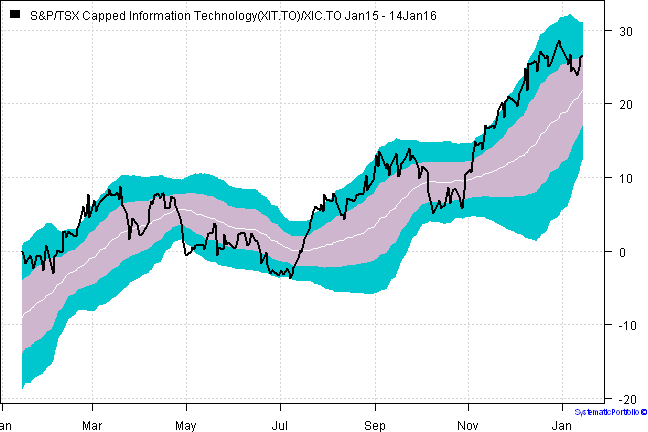 S&P/TSX Capped Information Technology(XIT.TO)/XIC.TO Jan15 - 14Jan16
30
20
10
0
-10
-20
an Mar May Jul Sep Nov Jan
SystematicPortfolio ©